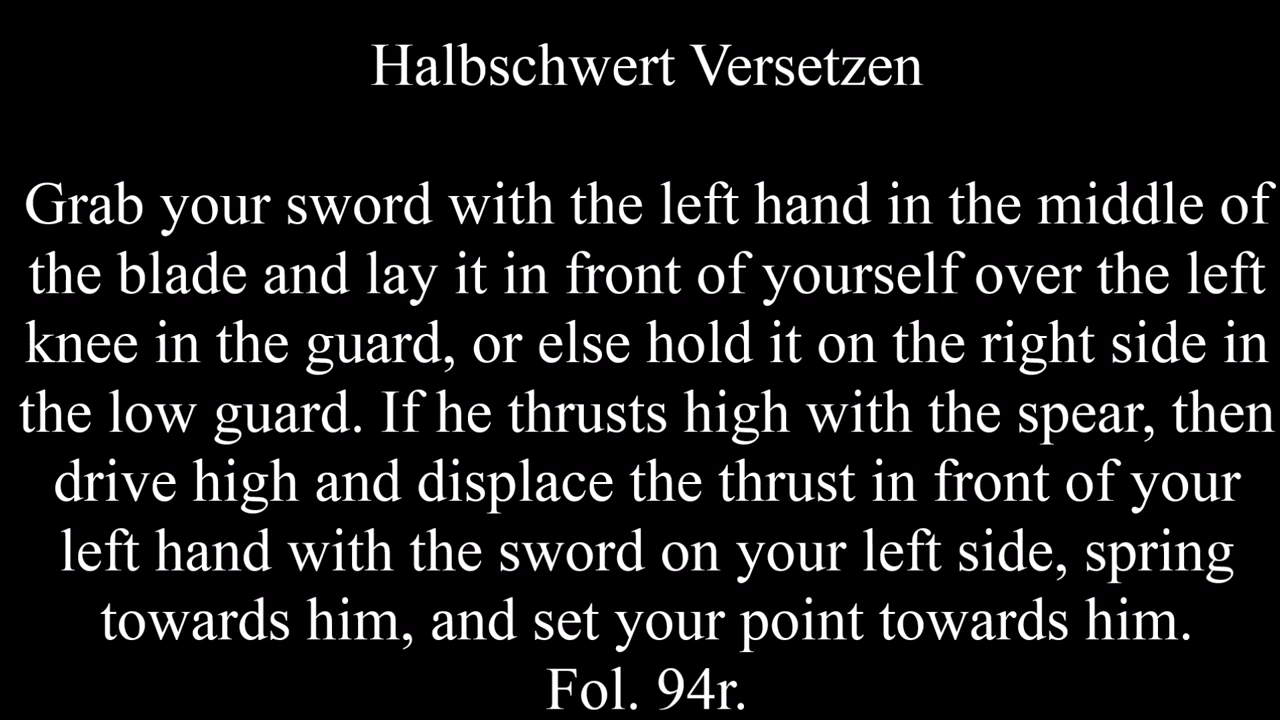 Halbschwert Versetzen
Grab your sword with the left hand in the middle of
the blade and lay it in front of yourself over the left
knee in the guard, or else hold it on the right side in
the low guard. If he thrusts high with the spear, then
drive high and displace the thrust in front of your
left hand with the sword on your left side, spring
towards him, and set your point towards him.
Fol. 94r.